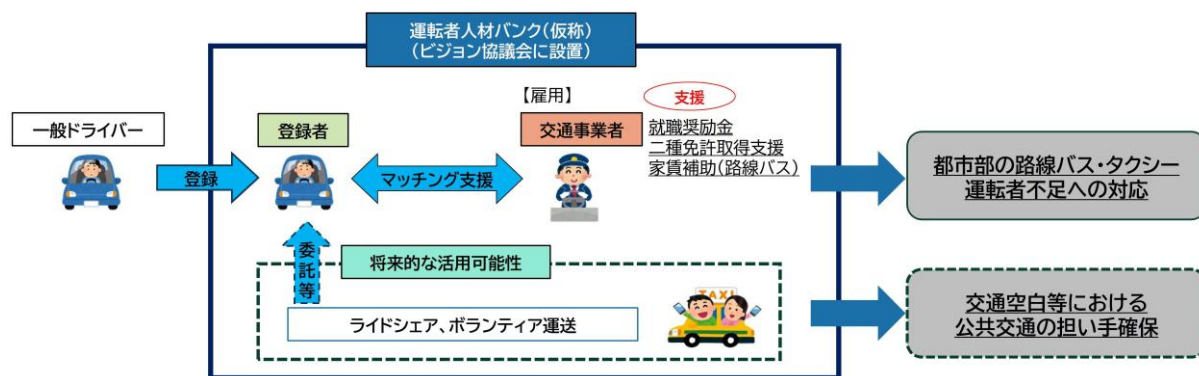 運転者人材バンク(仮称)
(ビジョン協議会に設置)
【雇用】
支援
一般ドライバー
登録者
交通事業者
就職奨励金
二種免許取得支援
家賃補助(路線バス)
登録
マッチング支援
都市部の路線バス・タクシー
運転者不足への対応
委託等
将来的な活用可能性
TAXI
ライドシェア、ボランティア運送
交通空白等における
公共交通の担い手確保